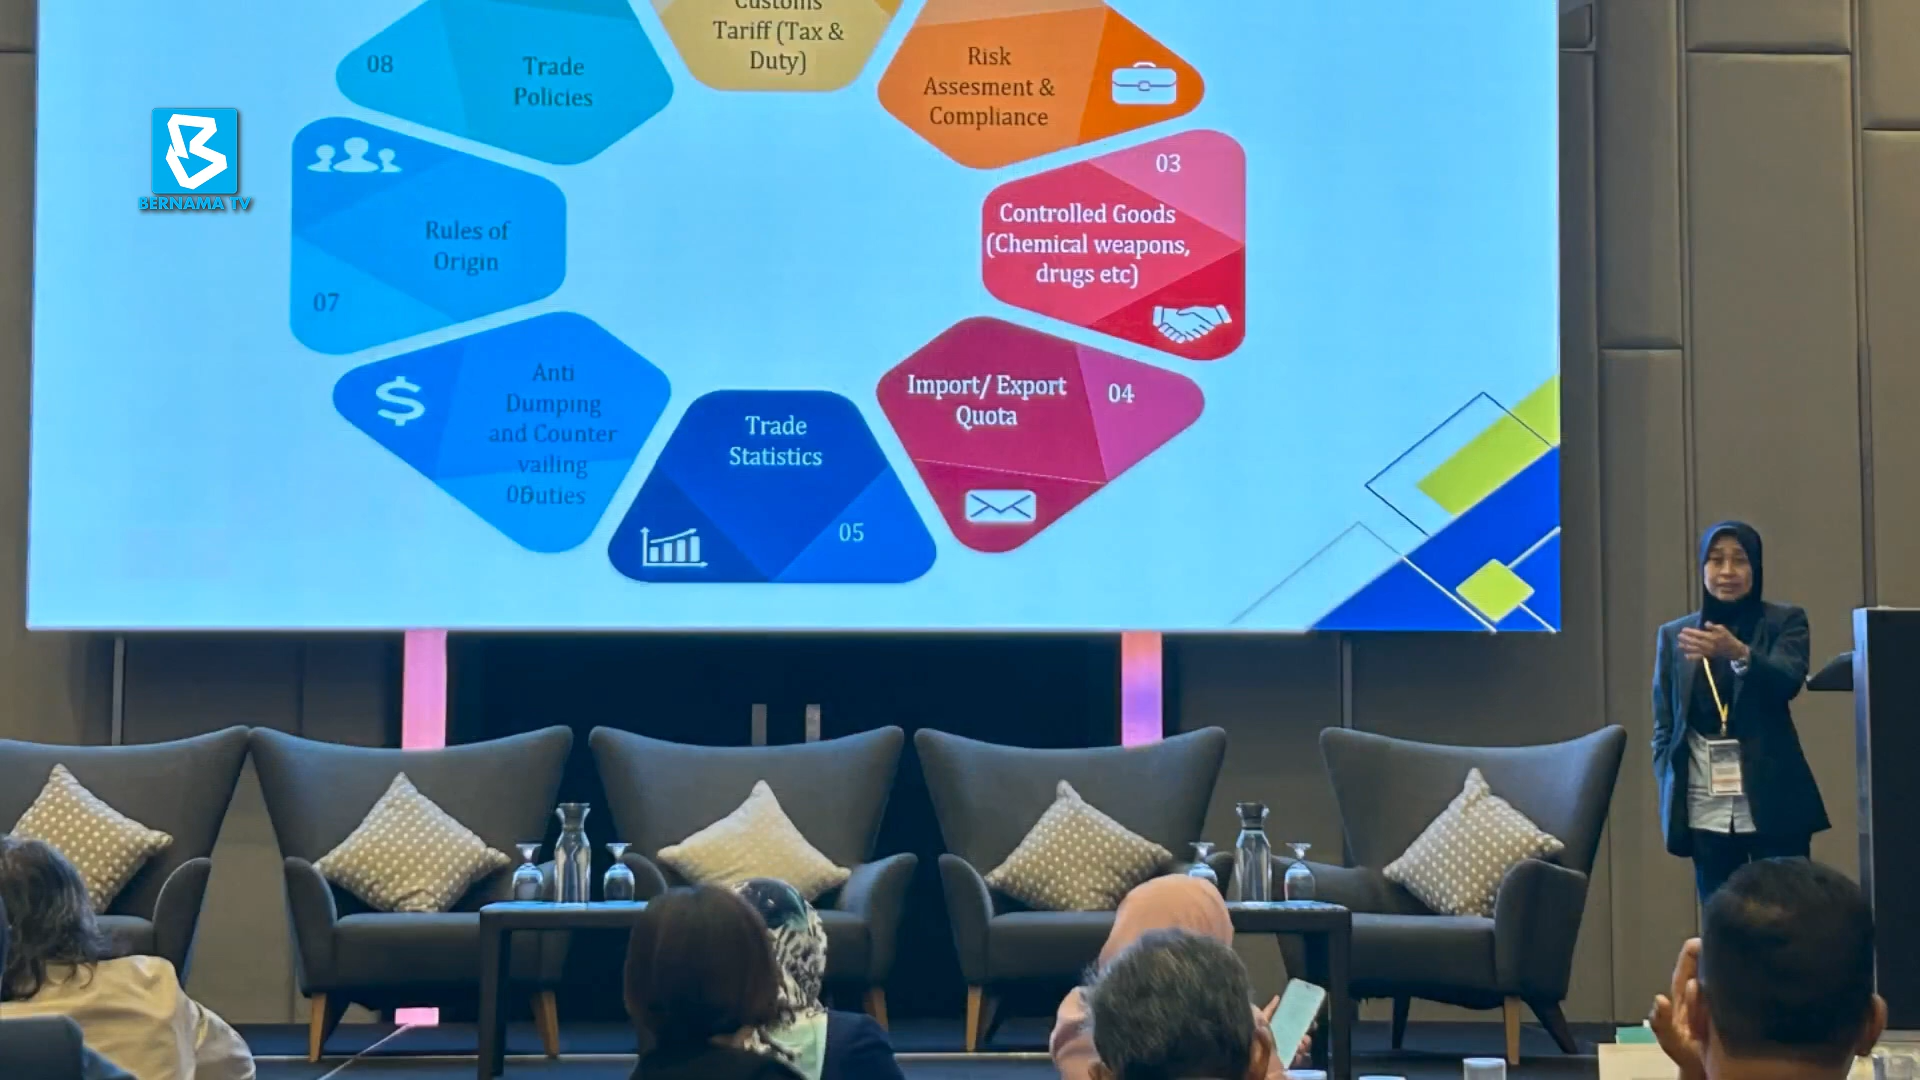 Customs
Tariff (Tax &
Duty)
Risk
Assesment &
Compliance
03
Controlled Goods
(Chemical weapons,
drugs etc)
Import/ Export
Quota
04
Trade
Statistics
05
Anti
Dumping
and Counter
vailing
Duties
06
Rules of
Origin
07
08
Trade
Policies
BERNAMA TV